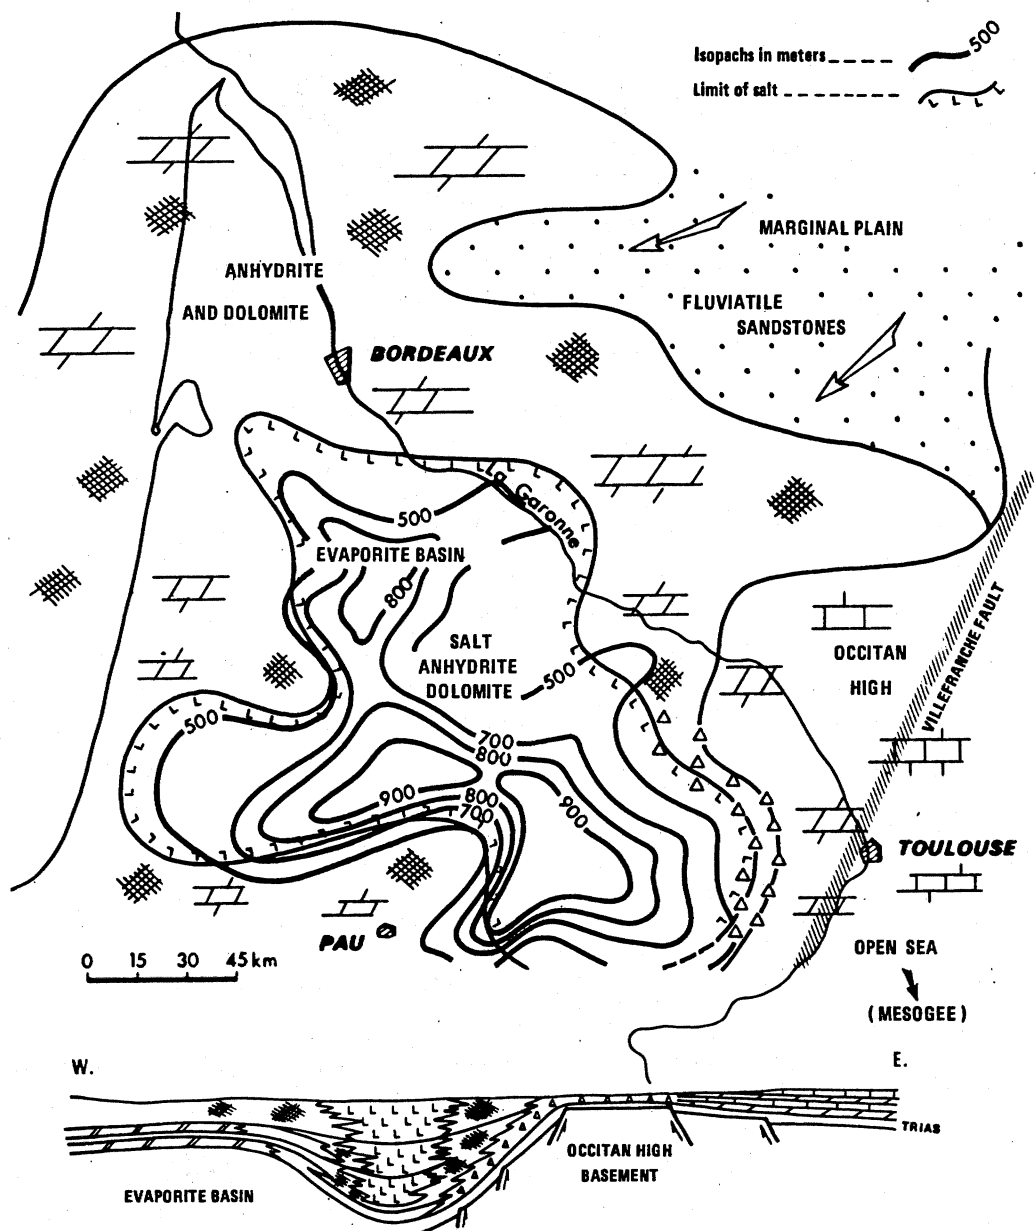 Isopachs in meters
500
Limit of salt
MARGINAL PLAIN
ANHYDRITE
AND DOLOMITE
FLUVIATILE
SANDSTONES
BORDEAUX
La Garonne
500
EVAPORITE BASIN
800
SALT
ANHYDRITE
DOLOMITE
500
OCCITAN
HIGH
VILLEFRANCHE FAULT
500
700
800
900
800
700
900
TOULOUSE
PAU
OPEN SEA
(MESOGEE)
0 15 30 45 km
W.
E.
TRIAS
OCCITAN HIGH
BASEMENT
EVAPORITE BASIN